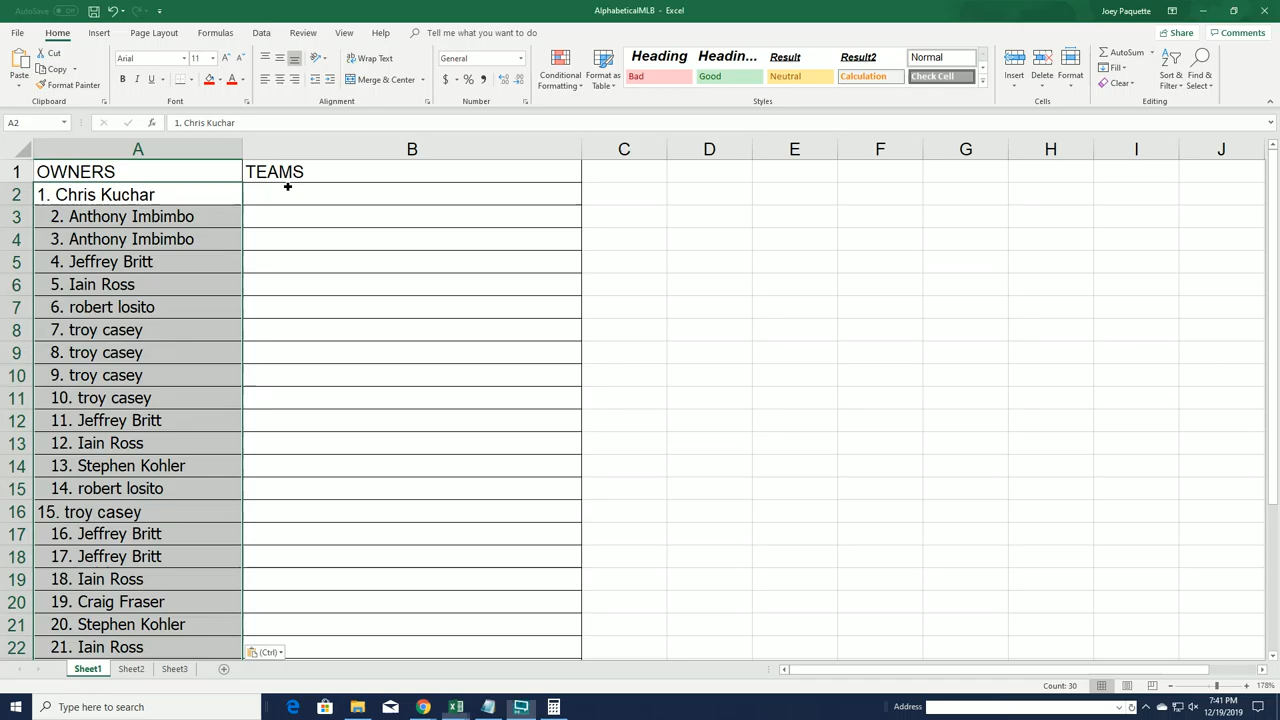 AutoSave Off
AlphabeticalMLB - Excel
Joey Paquette
File Home Insert Page Layout Formulas Data Review View Help Tell me what you want to do Share Comments
Paste Cut Copy Format Painter
Clipboard
Arial 11 A A
B I U A
Font
Wrap Text
Merge & Center
Alignment
General
$ % ,
Number
Conditional Formatting
Format as Table
Heading Headin... Result Result2 Normal
Bad Good Neutral Calculation Check Cell
Styles
Insert Delete Format
Cells
AutoSum
Fill
Clear
Sort & Filter
Find & Select
Editing
A2 fx 1. Chris Kuchar
A B C D E F G H I J
1 OWNERS TEAMS
2 1. Chris Kuchar
3 2. Anthony Imbimbo
4 3. Anthony Imbimbo
5 4. Jeffrey Britt
6 5. Iain Ross
7 6. robert losito
8 7. troy casey
9 8. troy casey
10 9. troy casey
11 10. troy casey
12 11. Jeffrey Britt
13 12. Iain Ross
14 13. Stephen Kohler
15 14. robert losito
16 15. troy casey
17 16. Jeffrey Britt
18 17. Jeffrey Britt
19 18. Iain Ross
20 19. Craig Fraser
21 20. Stephen Kohler
22 21. Iain Ross
(Ctrl)
Sheet1 Sheet2 Sheet3
Count: 30
178%
Type here to search
Address
7:41 PM
12/19/2019